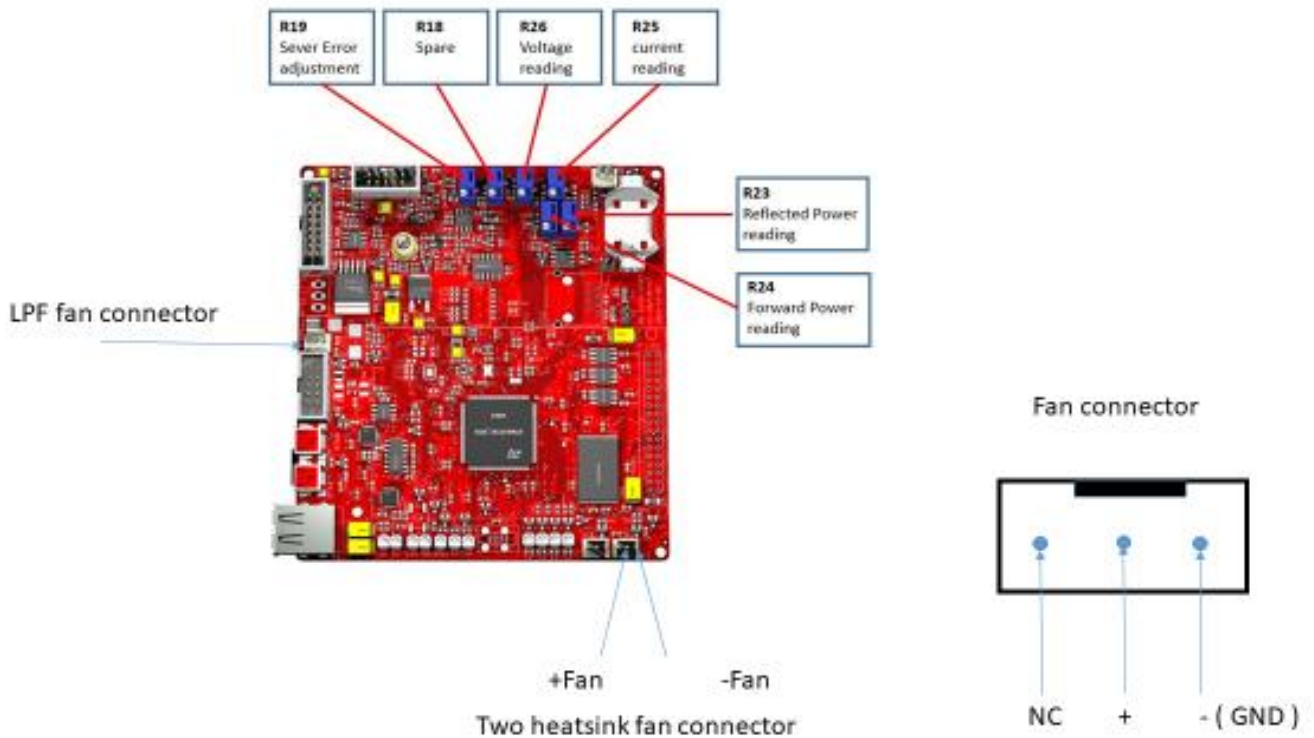 R19
Sever Error
adjustment
R18
Spare
R26
Voltage
reading
R25
current
reading
R23
Reflected Power
reading
R24
Forward Power
reading
LPF fan connector
Fan connector
+Fan
-Fan
Two heatsink fan connector
NC
+
- ( GND )